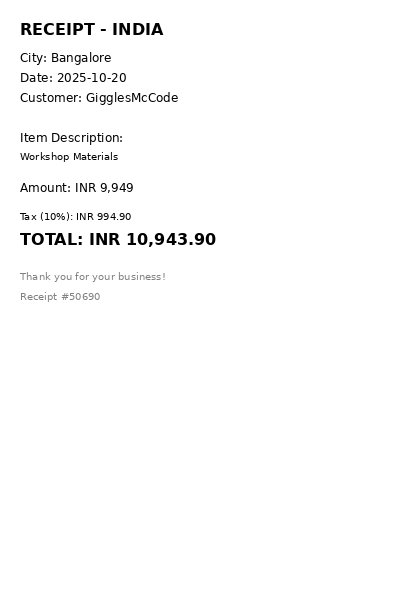 RECEIPT - INDIA
City: Bangalore
Date: 2025-10-20
Customer: GigglesMcCode
Item Description:
Workshop Materials
Amount: INR 9,949
Tax (10%): INR 994.90
TOTAL: INR 10,943.90
Thank you for your business!
Receipt #50690